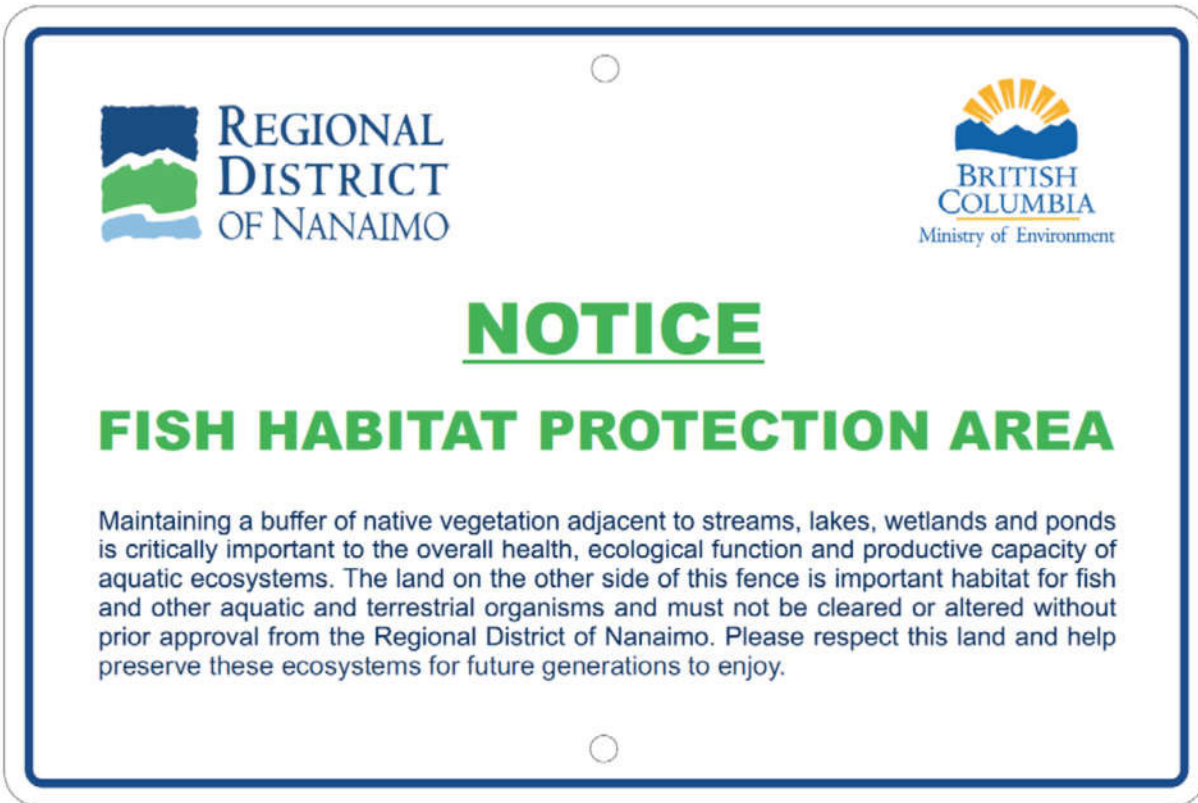 REGIONAL
DISTRICT
OF NANAIMO
BRITISH
COLUMBIA
Ministry of Environment
NOTICE
FISH HABITAT PROTECTION AREA
Maintaining a buffer of native vegetation adjacent to streams, lakes, wetlands and ponds
is critically important to the overall health, ecological function and productive capacity of
aquatic ecosystems. The land on the other side of this fence is important habitat for fish
and other aquatic and terrestrial organisms and must not be cleared or altered without
prior approval from the Regional District of Nanaimo. Please respect this land and help
preserve these ecosystems for future generations to enjoy.